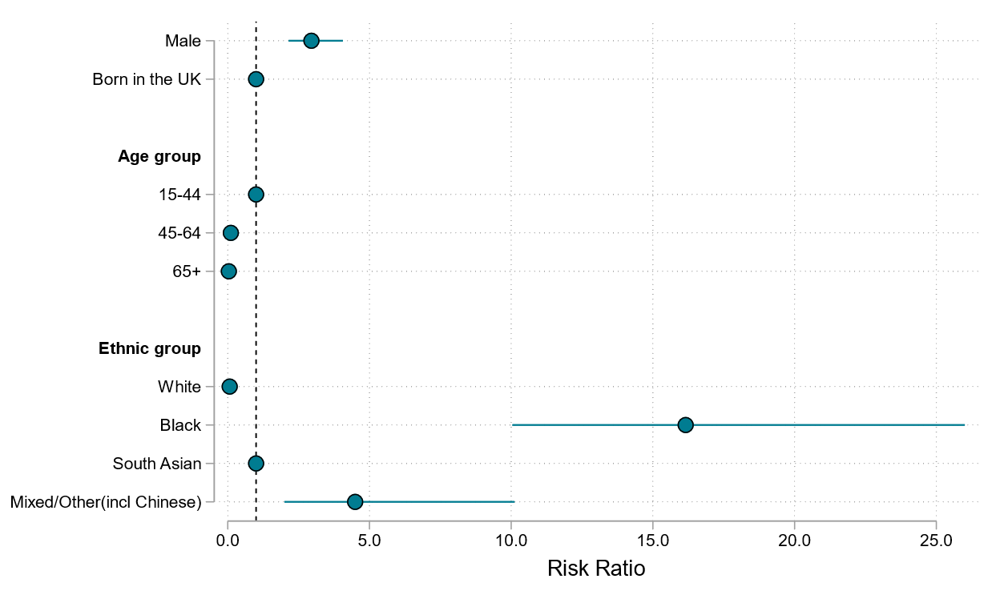 Male
Born in the UK
Age group
15-44
45-64
65+
Ethnic group
White
Black
South Asian
Mixed/Other(incl Chinese)
0.0 5.0 10.0 15.0 20.0 25.0
Risk Ratio